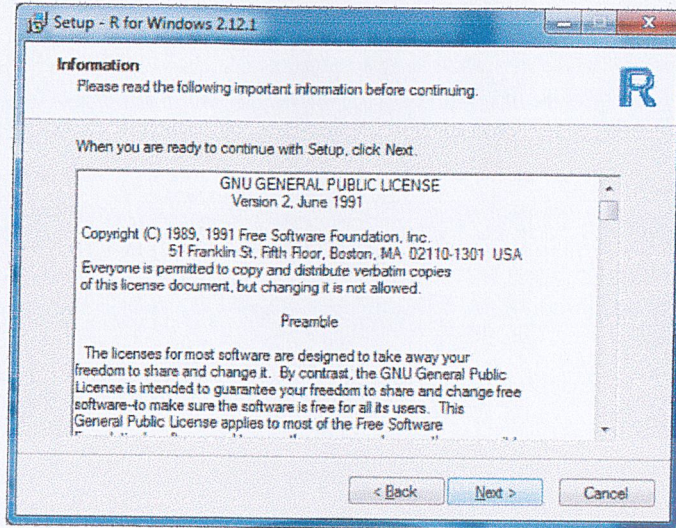 Setup - R for Windows 2.12.1
Information
Please read the following important information before continuing.
R
When you are ready to continue with Setup, click Next.
GNU GENERAL PUBLIC LICENSE
Version 2, June 1991
Copyright (C) 1989, 1991 Free Software Foundation, Inc.
51 Franklin St, Fifth Floor, Boston, MA 02110-1301 USA
Everyone is permitted to copy and distribute verbatim copies
of this license document, but changing it is not allowed.
Preamble
The licenses for most software are designed to take away your
freedom to share and change it. By contrast, the GNU General Public
License is intended to guarantee your freedom to share and change free
software--to make sure the software is free for all its users. This
General Public License applies to most of the Free Software
< Back
Next >
Cancel